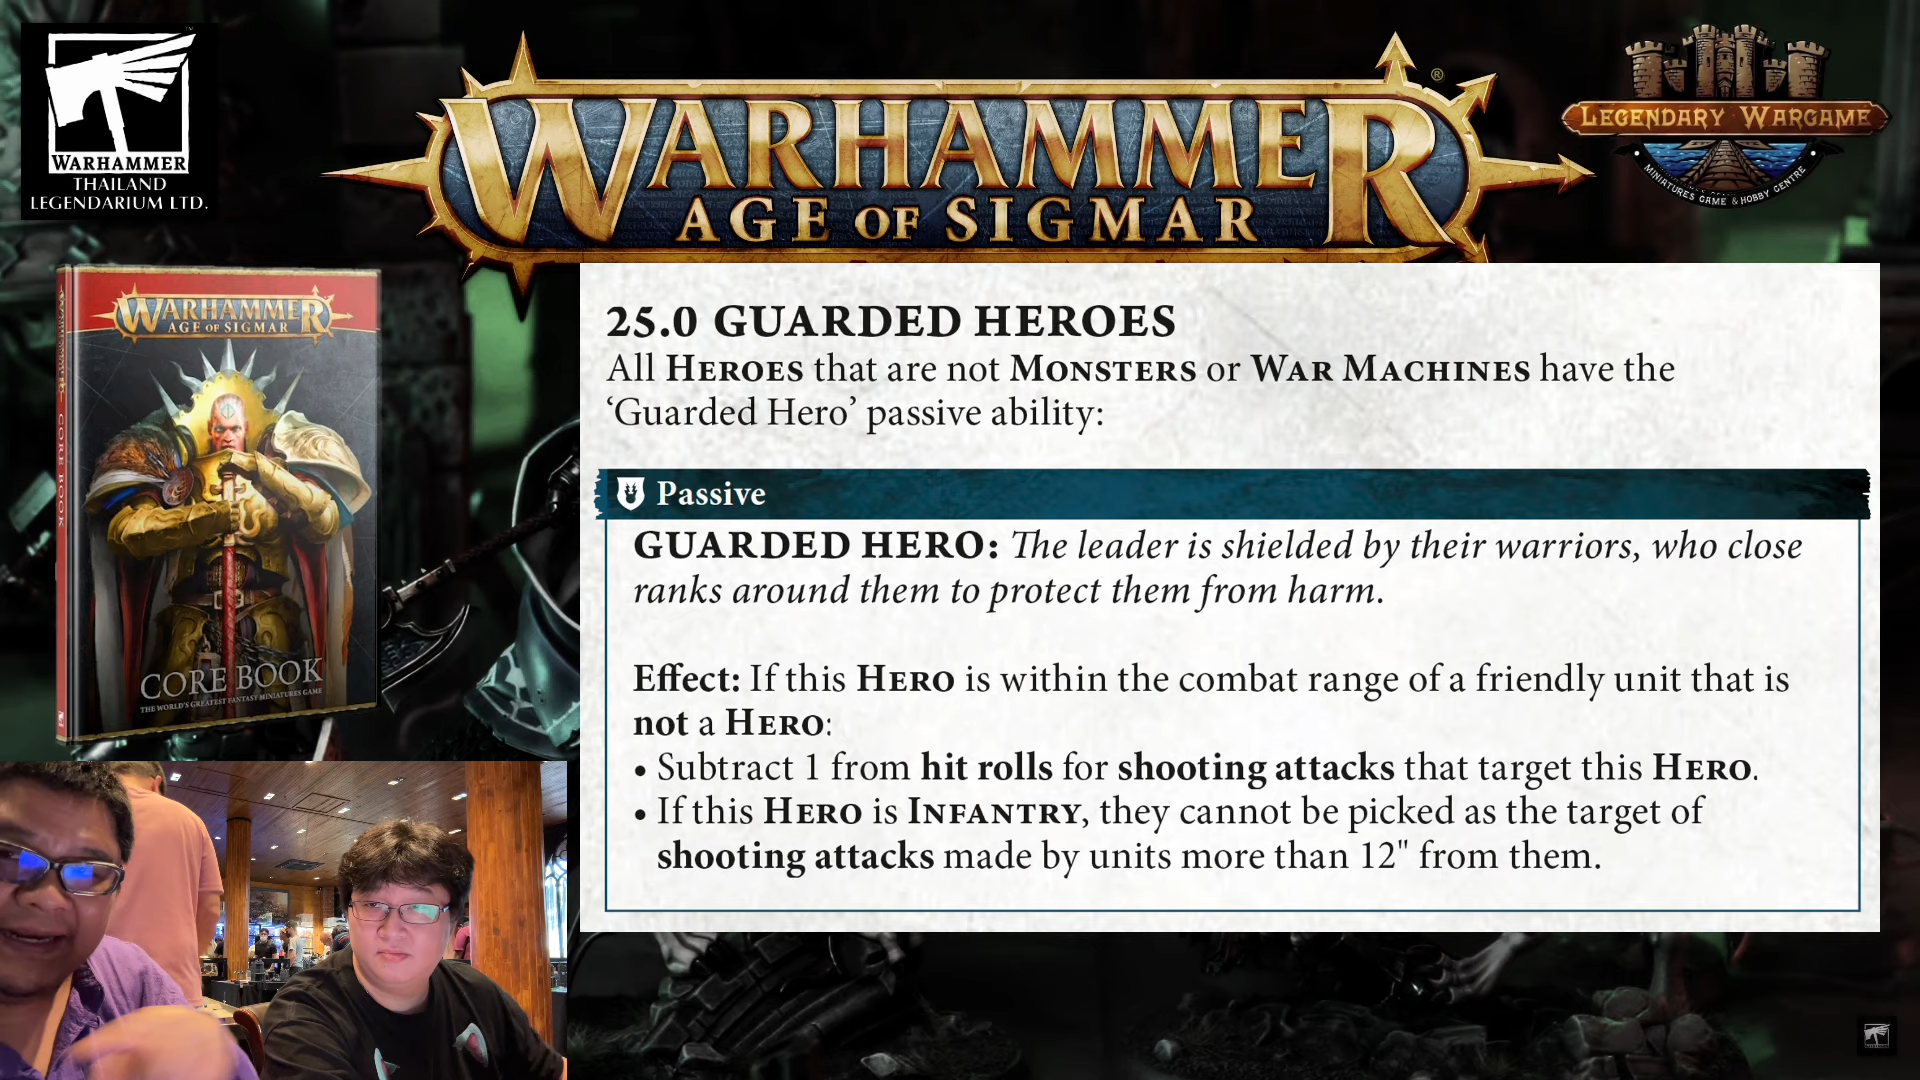 WARHAMMER
THAILAND
LEGENDARIUM LTD.
WARHAMMER
®
AGE OF SIGMAR
LEGENDARY WARGAME
MINIATURES GAME & HOBBY CENTRE
WARHAMMER
AGE OF SIGMAR
CORE BOOK
CORE BOOK
THE WORLD'S GREATEST FANTASY MINIATURES GAME
25.0 GUARDED HEROES
All HEROES that are not MONSTERS or WAR MACHINES have the
‘Guarded Hero’ passive ability:
Passive
GUARDED HERO: The leader is shielded by their warriors, who close
ranks around them to protect them from harm.
Effect: If this HERO is within the combat range of a friendly unit that is
not a HERO:
• Subtract 1 from hit rolls for shooting attacks that target this HERO.
• If this HERO is INFANTRY, they cannot be picked as the target of
shooting attacks made by units more than 12" from them.